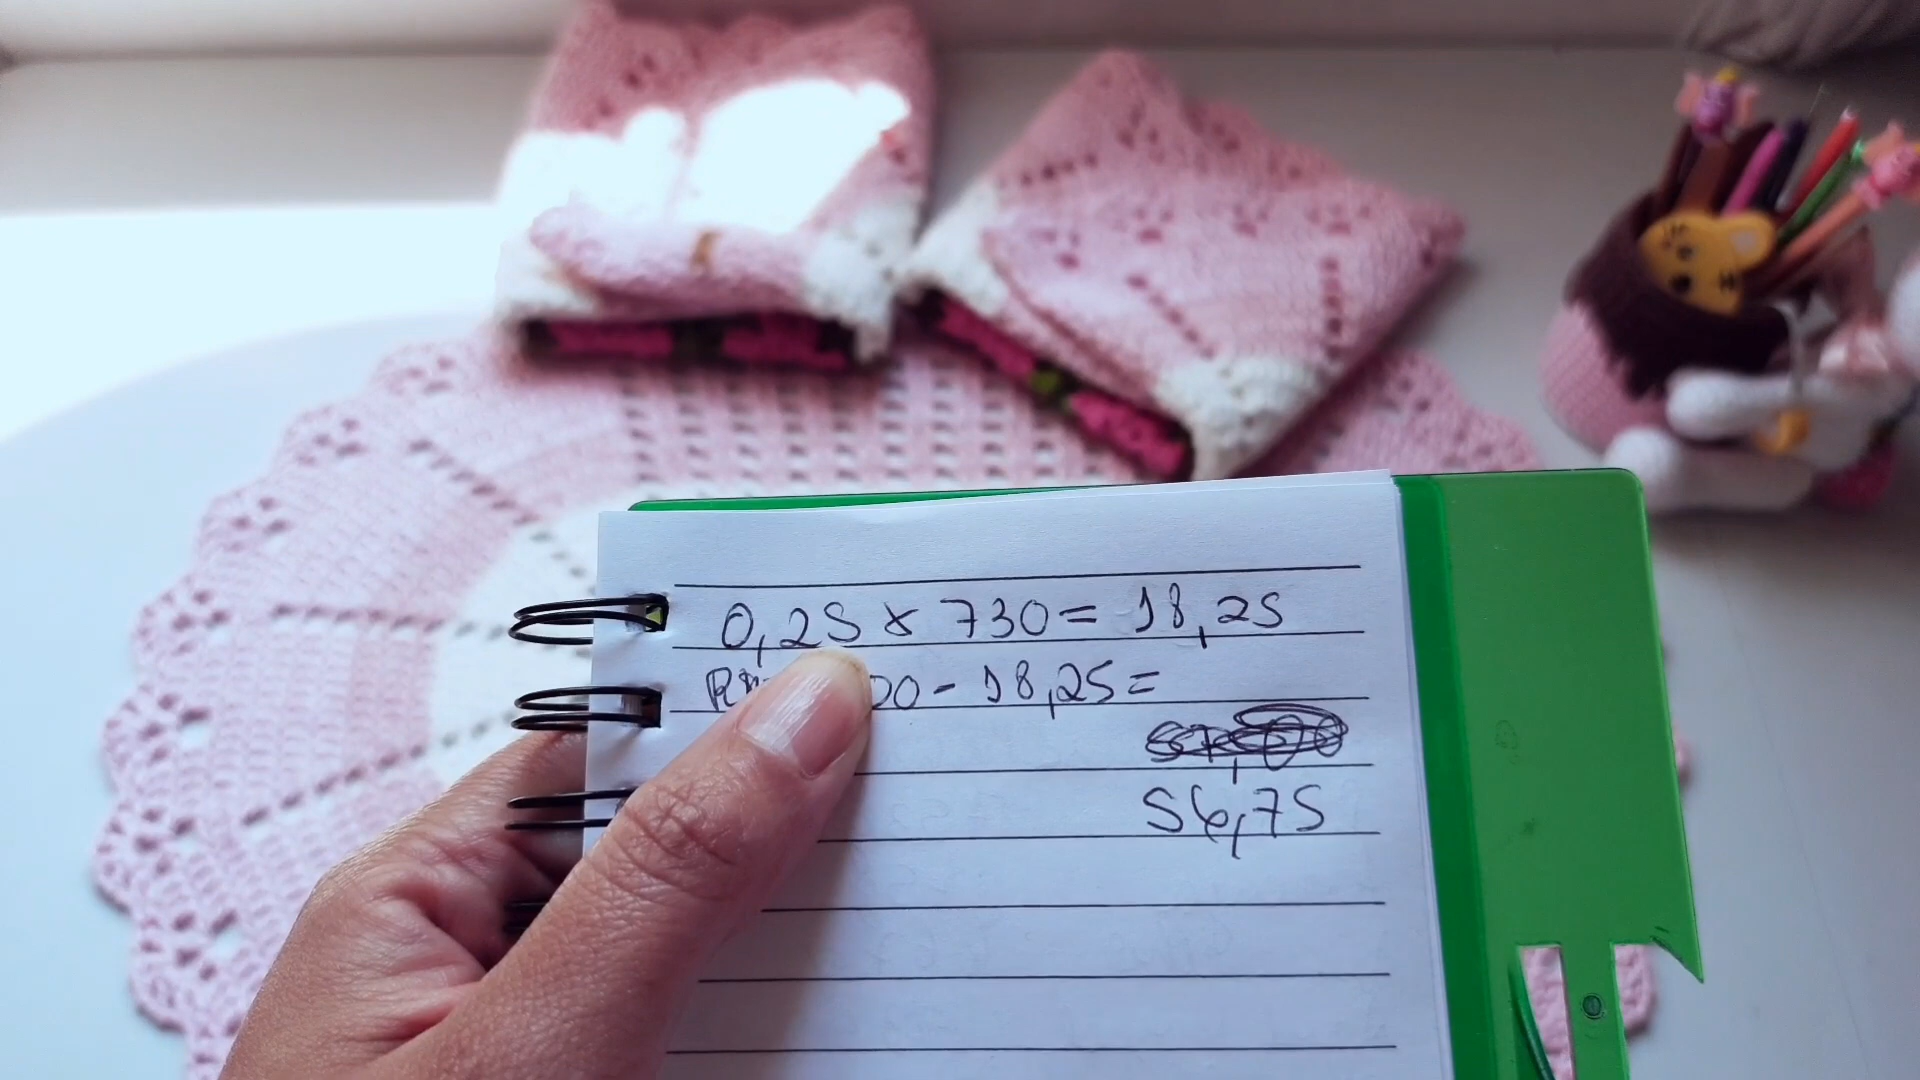 0,25 x 730 = 18,25
00 - 18,25 =
56,75